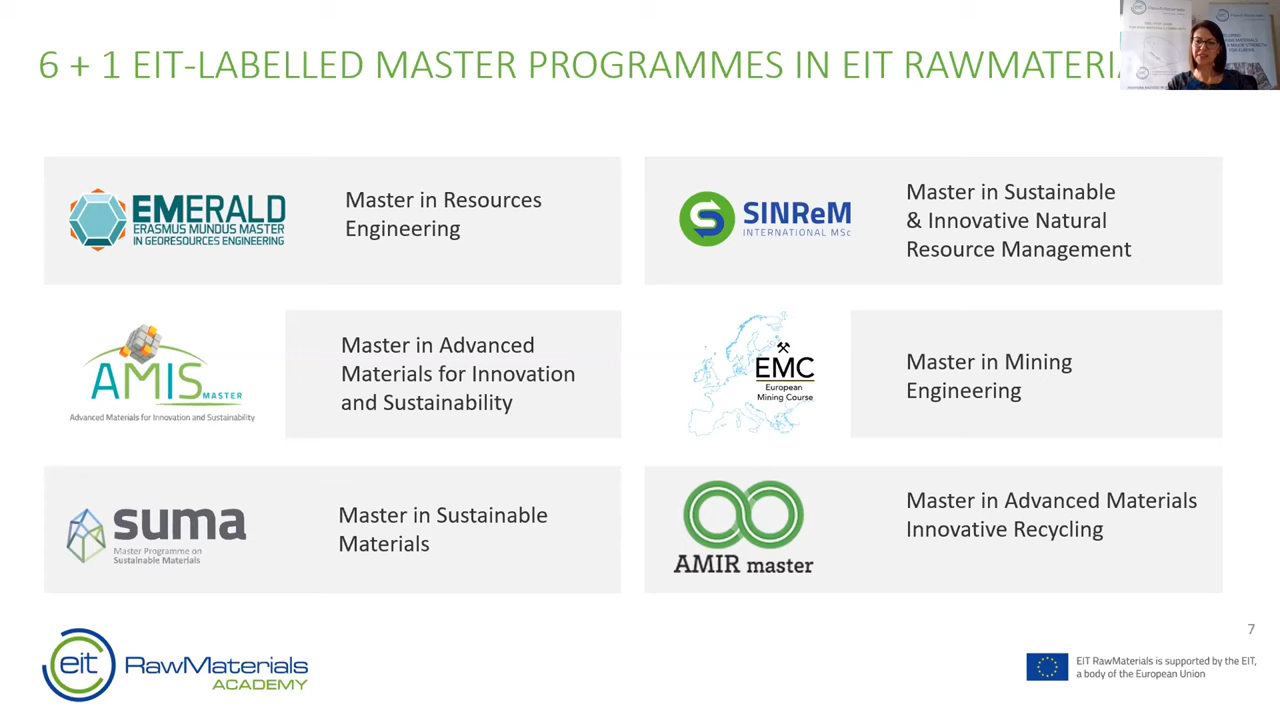 6 + 1 EIT-LABELLED MASTER PROGRAMMES IN EIT
EMERALD
ERASMUS MUNDUS MASTER
IN GEORESOURCES ENGINEERING
Master in Resources
Engineering
SINReM
INTERNATIONAL MSc
Master in Sustainable
& Innovative Natural
Resource Management
AMIS MASTER
Advanced Materials for Innovation and Sustainability
Master in Advanced
Materials for Innovation
and Sustainability
EMC
European
Mining Course
Master in Mining
Engineering
suma
Master Programme on
Sustainable Materials
Master in Sustainable
Materials
AMIR master
Master in Advanced Materials
Innovative Recycling
7
eit RawMaterials
ACADEMY
EIT RawMaterials is supported by the EIT,
a body of the European Union